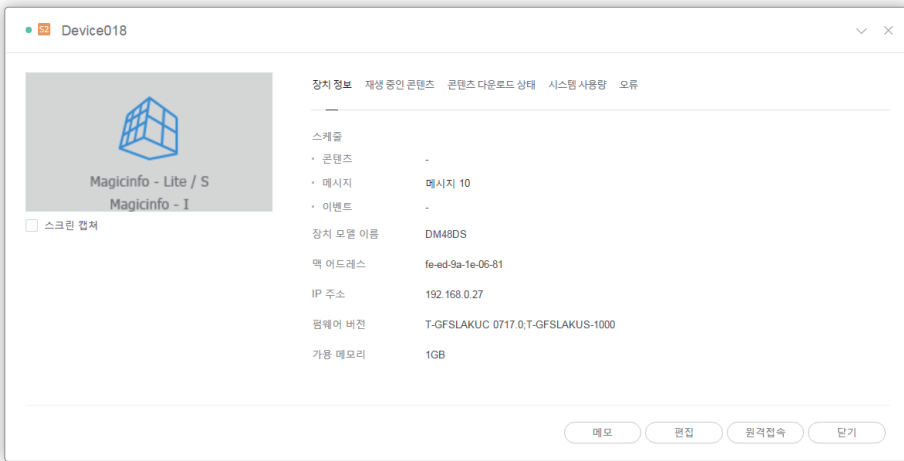 S2 Device018
장치 정보 재생 중인 콘텐츠 콘텐츠 다운로드 상태 시스템 사용량 오류
Magicinfo - Lite / S
Magicinfo - I
스크린 캡쳐
스케줄
• 콘텐츠 -
• 메시지 메시지 10
• 이벤트 -
장치 모델 이름 DM48DS
맥 어드레스 fe-ed-9a-1e-06-81
IP 주소 192.168.0.27
펌웨어 버전 T-GFSLAKUC 0717.0;T-GFSLAKUS-1000
가용 메모리 1GB
메모 편집 원격접속 닫기